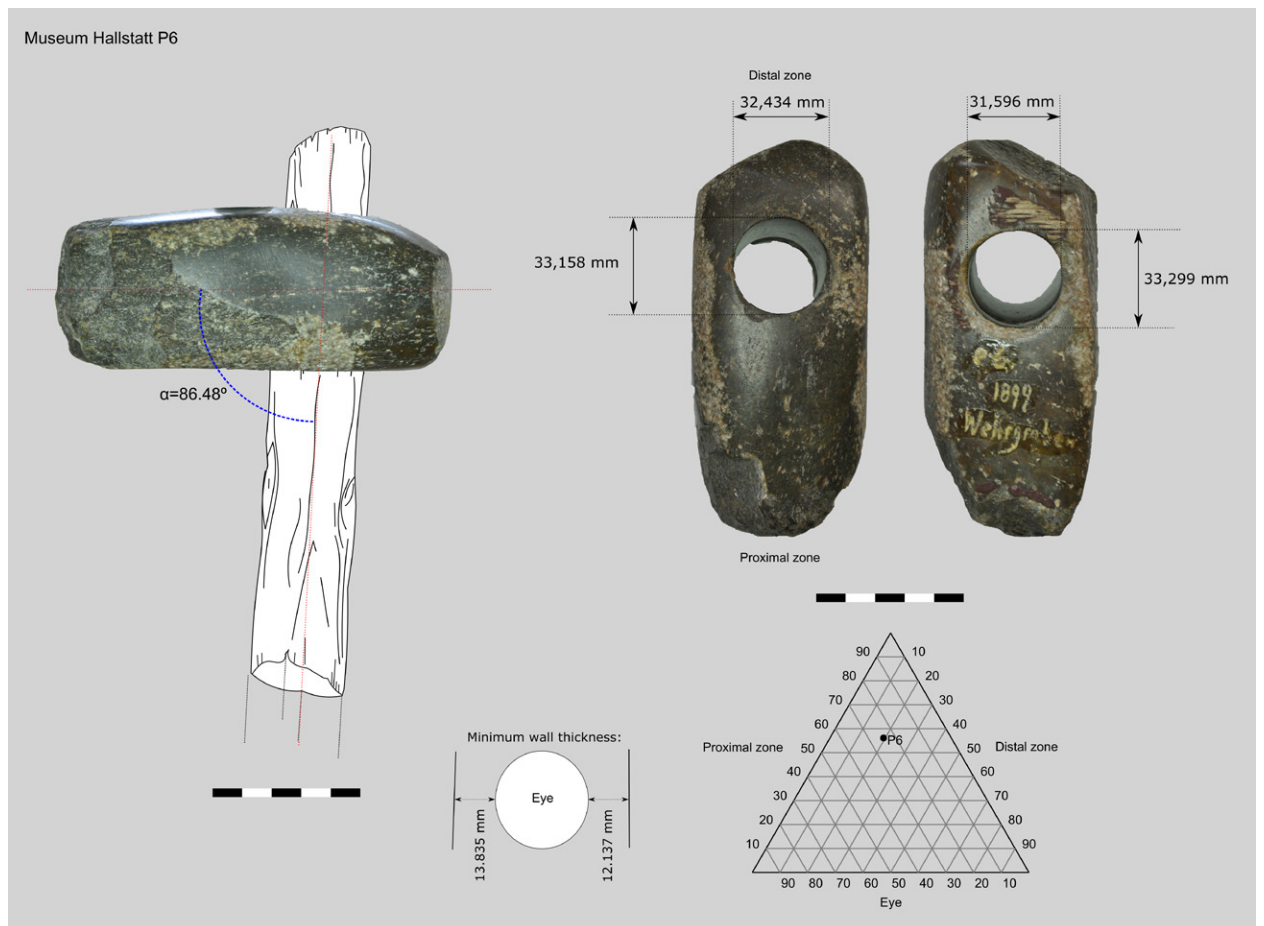 Museum Hallstatt P6
Distal zone
32,434 mm
31,596 mm
33,158 mm
33,299 mm
1899
Wehrgraben
α=86.48º
Proximal zone
Minimum wall thickness:
Eye
13.835 mm
12.137 mm
90 10
80 20
70 30
60 40
Proximal zone 50 P6 50 Distal zone
40 60
30 70
20 80
10 90
90 80 70 60 50 40 30 20 10
Eye